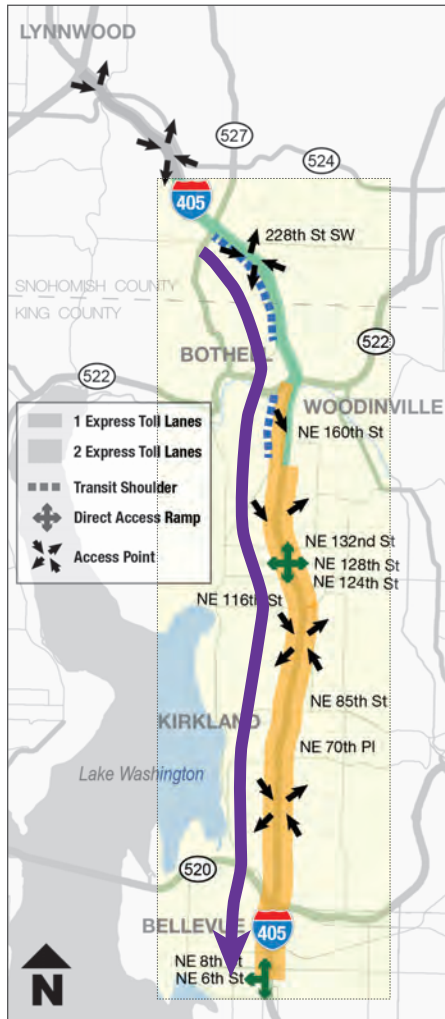 LYNNWOOD
527
524
405
228th St SW
SNOHOMISH COUNTY
KING COUNTY
522
BOTHELL
522
WOODINVILLE
1 Express Toll Lanes
2 Express Toll Lanes
Transit Shoulder
Direct Access Ramp
Access Point
NE 160th St
NE 132nd St
NE 128th St
NE 124th St
NE 116th St
NE 85th St
KIRKLAND
NE 70th Pl
Lake Washington
520
BELLEVUE
405
NE 8th St
NE 6th St
N